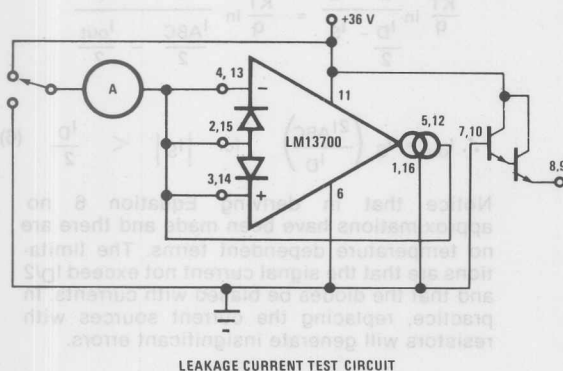 +36 V
A
4, 13
−
11
2,15
LM13700
5,12
7,10
3,14
+
1,16
8,9
6
Notice that in deriving Equation 6 no
approximations have been made and there are
no temperature dependent terms. The limita-
tions are that the signal current not exceed ID/2
and that the diodes be biased with currents. In
practice, replacing the current sources with
resistors will generate insignificant errors.
LEAKAGE CURRENT TEST CIRCUIT